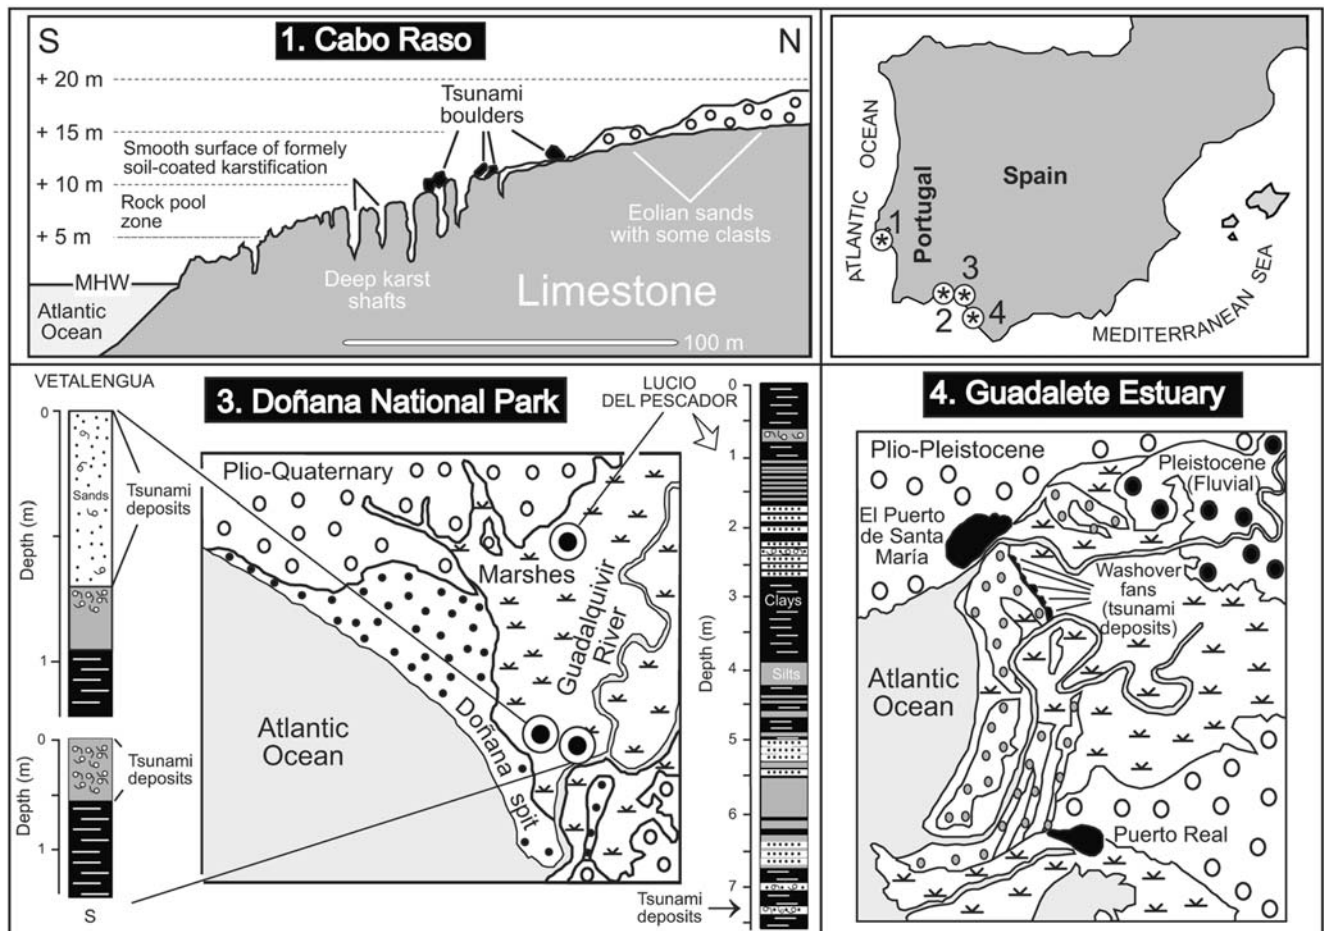 S
1. Cabo Raso
N
+ 20 m
Tsunami
boulders
+ 15 m
Smooth surface of formely
soil-coated karstification
+ 10 m
Rock pool
zone
+ 5 m
Eolian sands
with some clasts
MHW
Deep karst
shafts
Limestone
Atlantic
Ocean
100 m
ATLANTIC OCEAN
Portugal
Spain
1
2
3
4
MEDITERRANEAN SEA
VETALENGUA
3. Doñana National Park
LUCIO
DEL PESCADOR
0
Sands
Tsunami
deposits
Depth (m)
1
0
Tsunami
deposits
Depth (m)
1
S
Plio-Quaternary
Marshes
Guadalquivir
River
Atlantic
Ocean
Doñana
spit
0
1
2
3
4
5
6
7
Depth (m)
Clays
Silts
Tsunami
deposits
4. Guadalete Estuary
Plio-Pleistocene
Pleistocene
(Fluvial)
El Puerto
de Santa
María
Washover
fans
(tsunami
deposits)
Atlantic
Ocean
Puerto Real